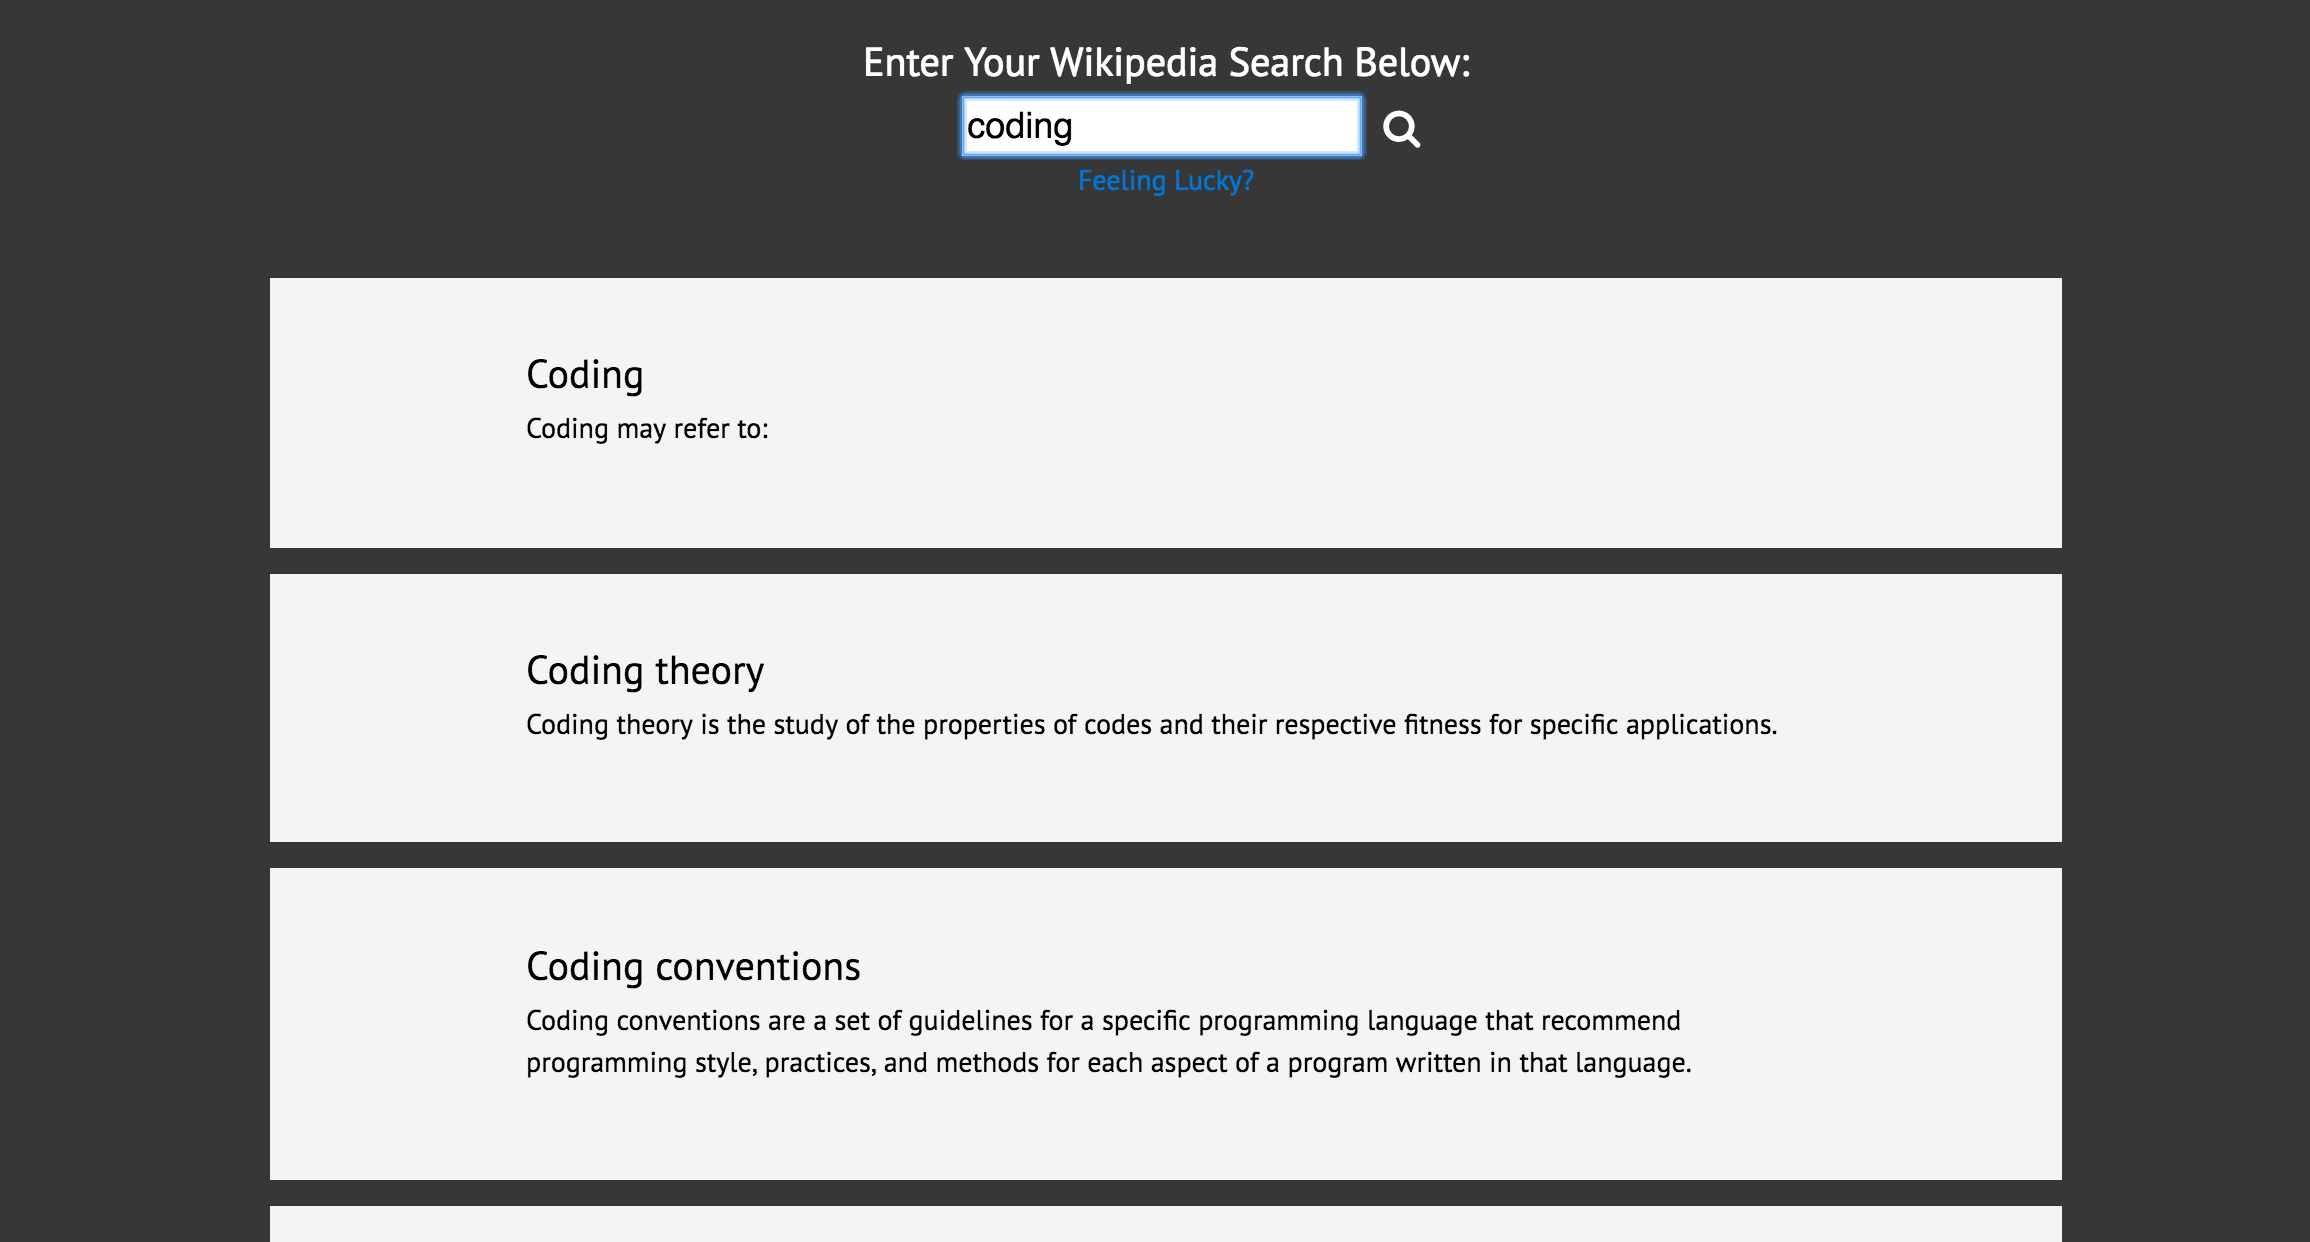 Enter Your Wikipedia Search Below:
coding
Feeling Lucky?
Coding
Coding may refer to:
Coding theory
Coding theory is the study of the properties of codes and their respective fitness for specific applications.
Coding conventions
Coding conventions are a set of guidelines for a specific programming language that recommend
programming style, practices, and methods for each aspect of a program written in that language.